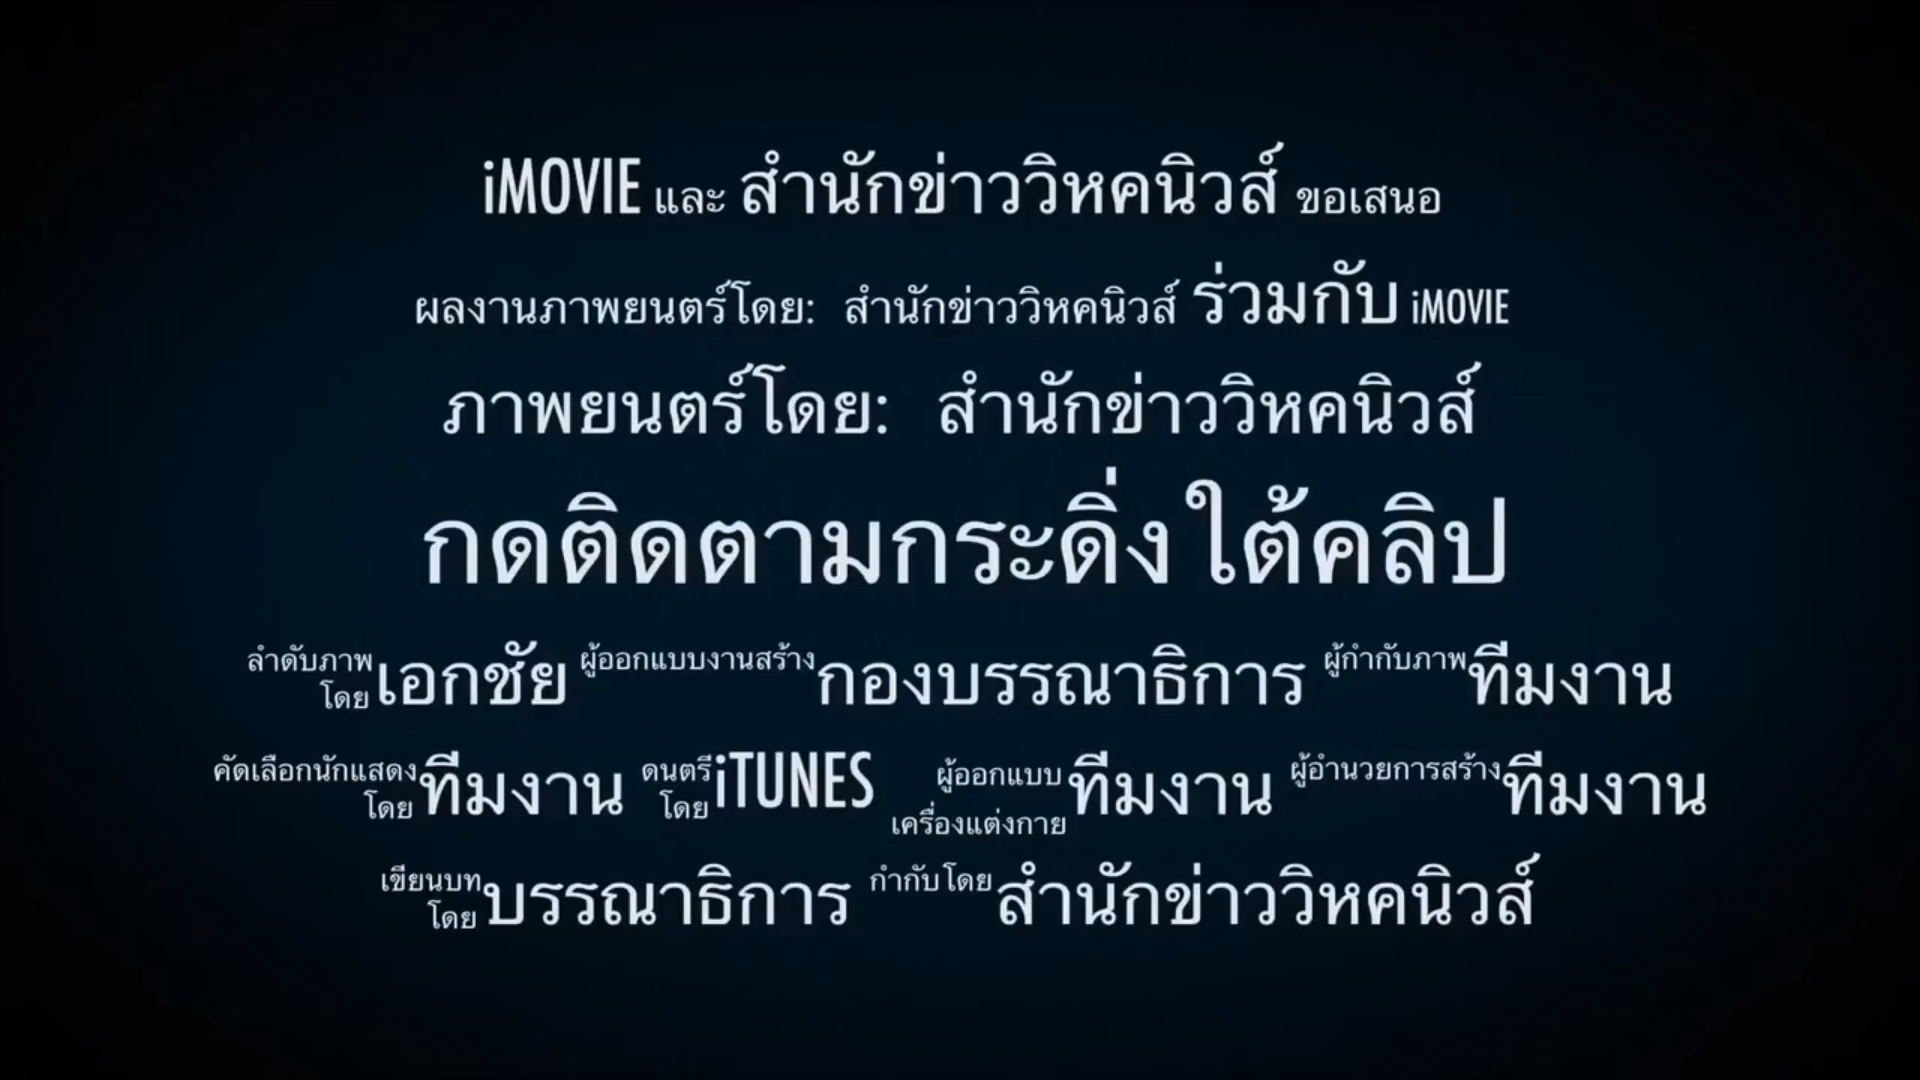 iMOVIE และ สำนักข่าววิหคนิวส์ ขอเสนอ
ผลงานภาพยนตร์โดย: สำนักข่าววิหคนิวส์ ร่วมกับ iMOVIE
ภาพยนตร์โดย: สำนักข่าววิหคนิวส์
กดติดตามกระดิ่งใต้คลิป
ลำดับภาพโดย เอกชัย ผู้ออกแบบงานสร้าง กองบรรณาธิการ ผู้กำกับภาพ ทีมงาน
คัดเลือกนักแสดงโดย ทีมงาน ดนตรีโดย iTUNES ผู้ออกแบบเครื่องแต่งกาย ทีมงาน ผู้อำนวยการสร้าง ทีมงาน
เขียนบทโดย บรรณาธิการ กำกับโดย สำนักข่าววิหคนิวส์